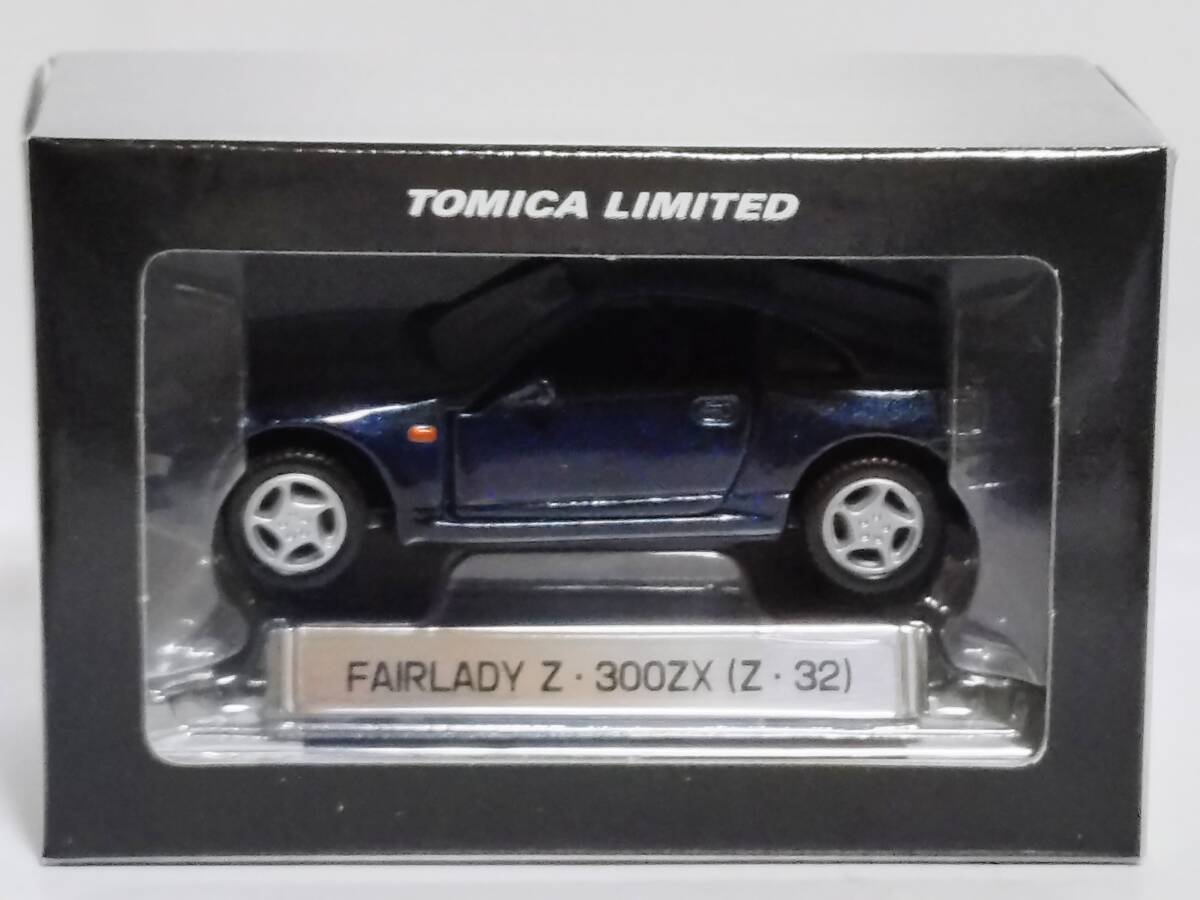 TOMICA LIMITED
FAIRLADY Z・300ZX (Z・32)